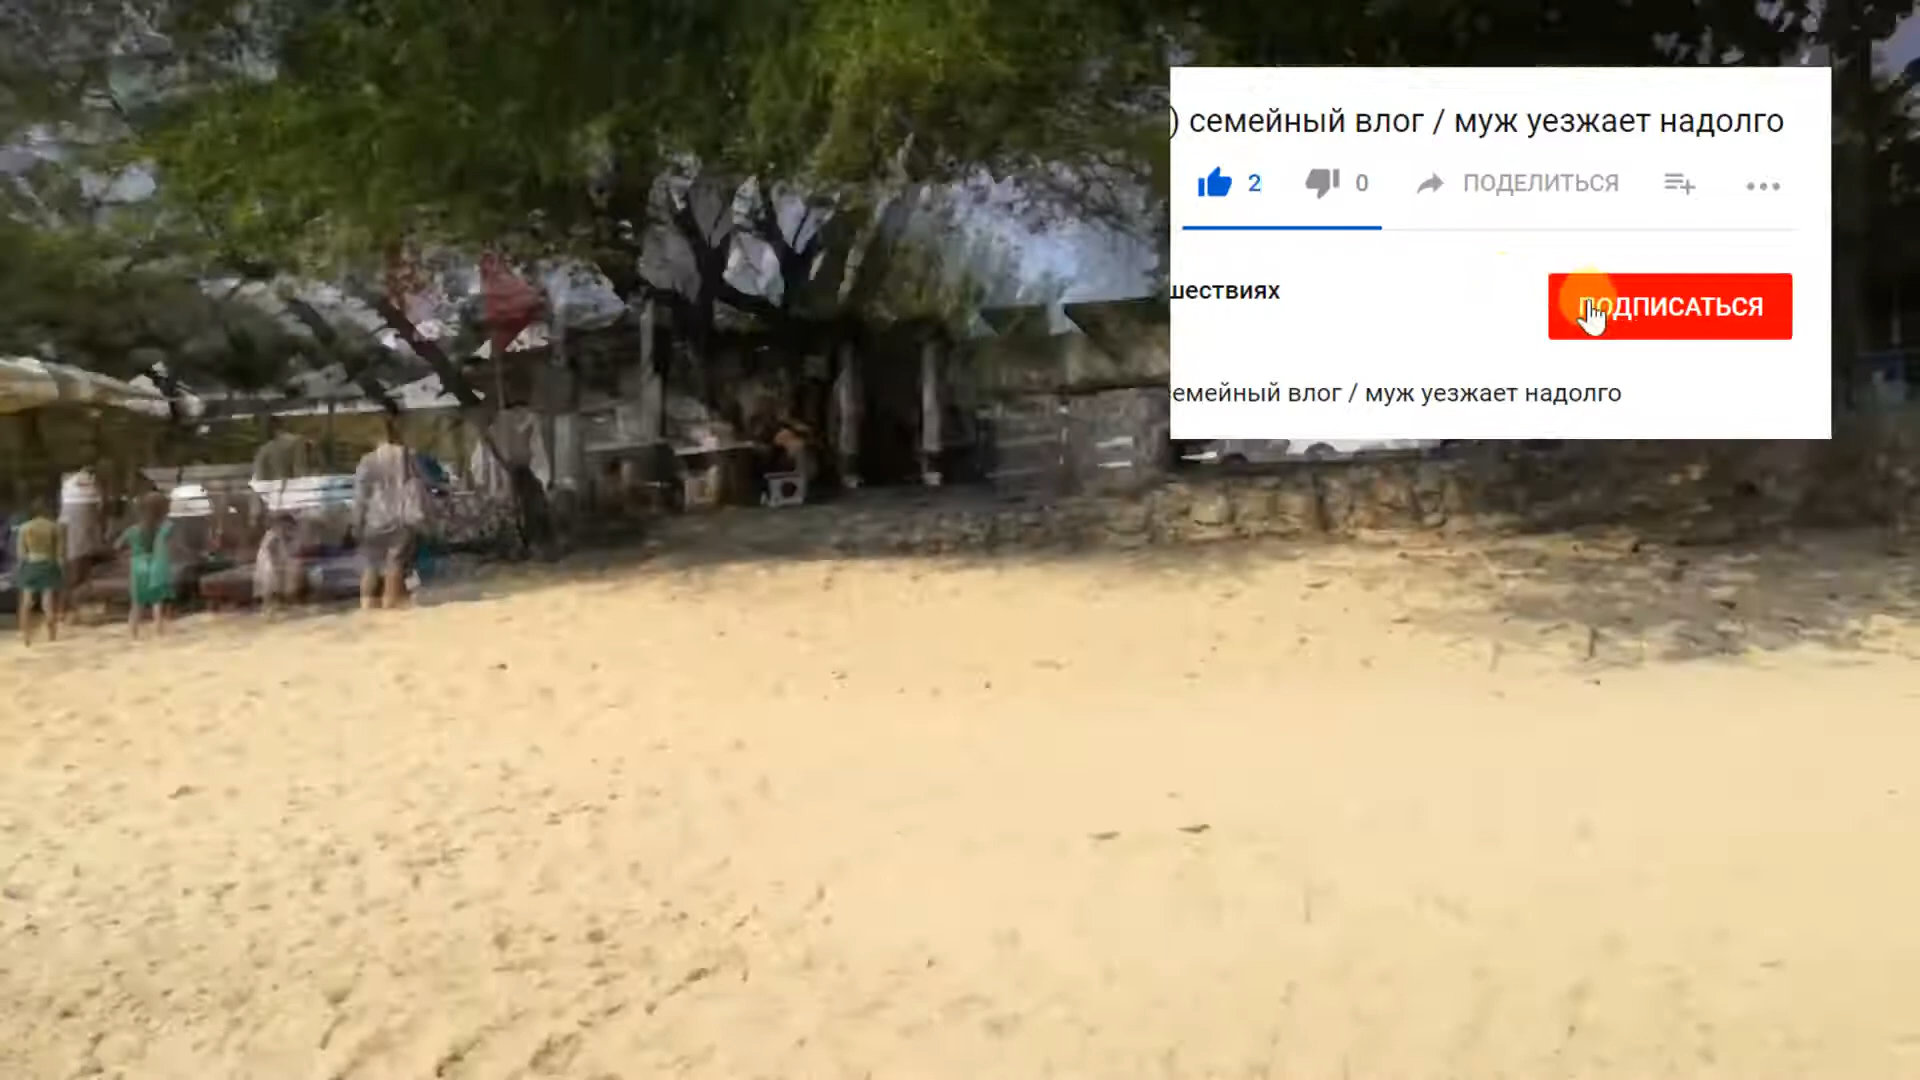 ) семейный влог / муж уезжает надолго
2 0 ПОДЕЛИТЬСЯ
шествиях
ПОДПИСАТЬСЯ
емейный влог / муж уезжает надолго